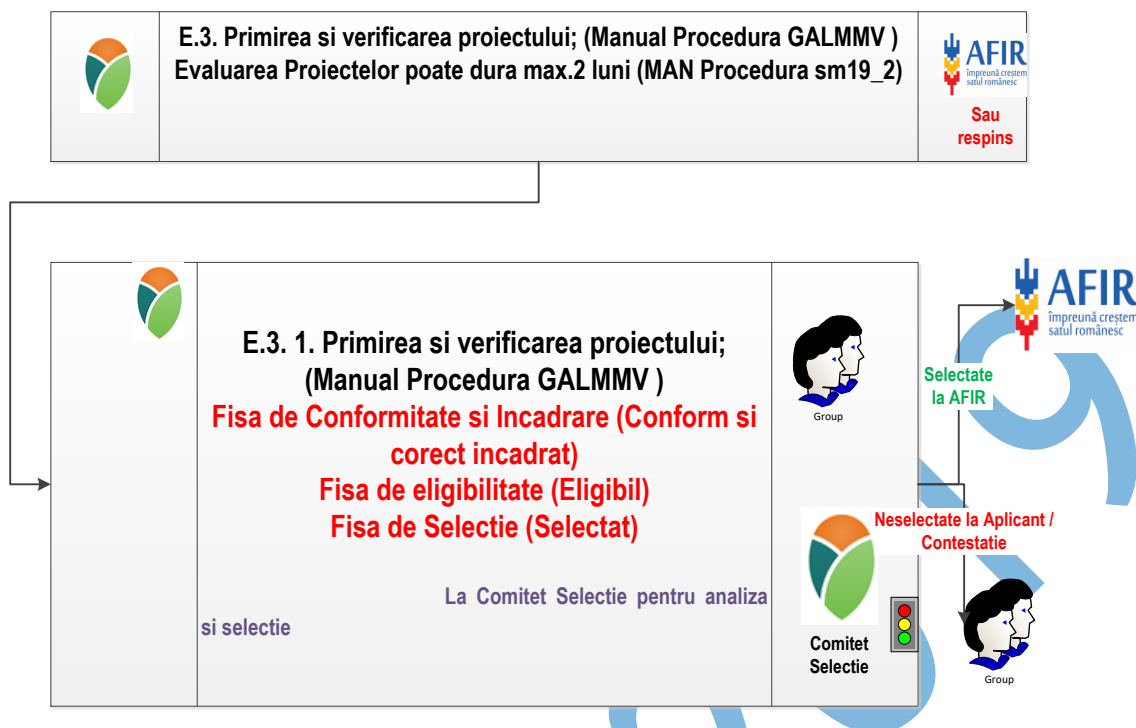 E.3. Primirea si verificarea proiectului; (Manual Procedura GALMMV )
Evaluarea Proiectelor poate dura max.2 luni (MAN Procedura sm19_2)
AFIR
împreună creștem
satul românesc
Sau
respins
E.3. 1. Primirea si verificarea proiectului;
(Manual Procedura GALMMV )
Fisa de Conformitate si Incadrare (Conform si
corect incadrat)
Fisa de eligibilitate (Eligibil)
Fisa de Selectie (Selectat)
La Comitet Selectie pentru analiza
si selectie
Group
Comitet
Selectie
AFIR
împreună creștem
satul românesc
Selectate
la AFIR
Neselectate la Aplicant /
Contestatie
Group